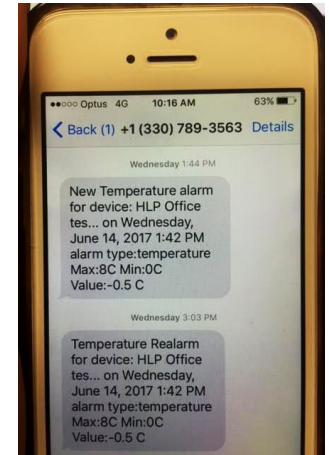 Optus 4G 10:16 AM 63%
Back (1) +1 (330) 789-3563 Details
Wednesday 1:44 PM
New Temperature alarm
for device: HLP Office
tes... on Wednesday,
June 14, 2017 1:42 PM
alarm type:temperature
Max:8C Min:0C
Value:-0.5 C
Wednesday 3:03 PM
Temperature Realarm
for device: HLP Office
tes... on Wednesday,
June 14, 2017 1:42 PM
alarm type:temperature
Max:8C Min:0C
Value:-0.5 C